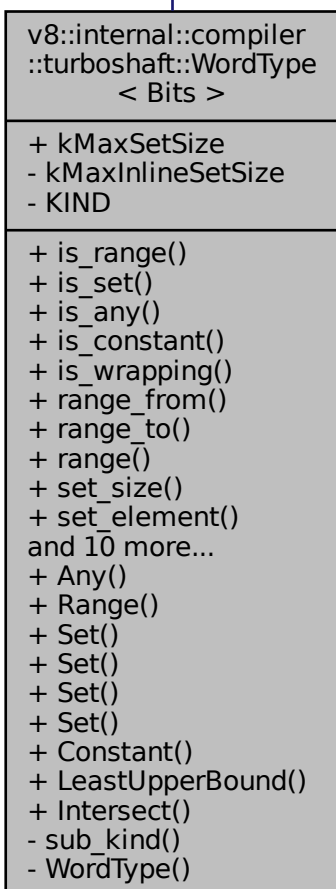 v8::internal::compiler
::turboshaft::WordType
< Bits >
+ kMaxSetSize
- kMaxInlineSetSize
- KIND
+ is_range()
+ is_set()
+ is_any()
+ is_constant()
+ is_wrapping()
+ range_from()
+ range_to()
+ range()
+ set_size()
+ set_element()
and 10 more...
+ Any()
+ Range()
+ Set()
+ Set()
+ Set()
+ Set()
+ Constant()
+ LeastUpperBound()
+ Intersect()
- sub_kind()
- WordType()